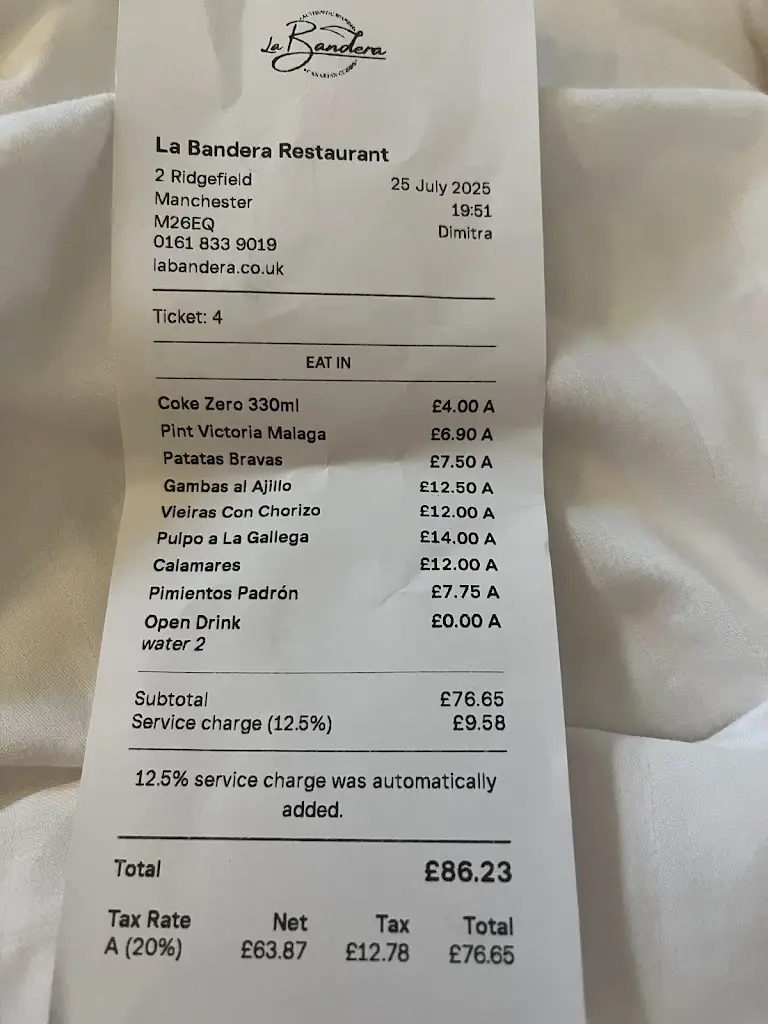 La Bandera
La Bandera Restaurant
2 Ridgefield
Manchester
M26EQ
0161 833 9019
labandera.co.uk
25 July 2025
19:51
Dimitra
Ticket: 4
EAT IN
Coke Zero 330ml £4.00 A
Pint Victoria Malaga £6.90 A
Patatas Bravas £7.50 A
Gambas al Ajillo £12.50 A
Vieiras Con Chorizo £12.00 A
Pulpo a La Gallega £14.00 A
Calamares £12.00 A
Pimientos Padrón £7.75 A
Open Drink £0.00 A
water 2
Subtotal £76.65
Service charge (12.5%) £9.58
12.5% service charge was automatically
added.
Total £86.23
Tax Rate Net Tax Total
A (20%) £63.87 £12.78 £76.65